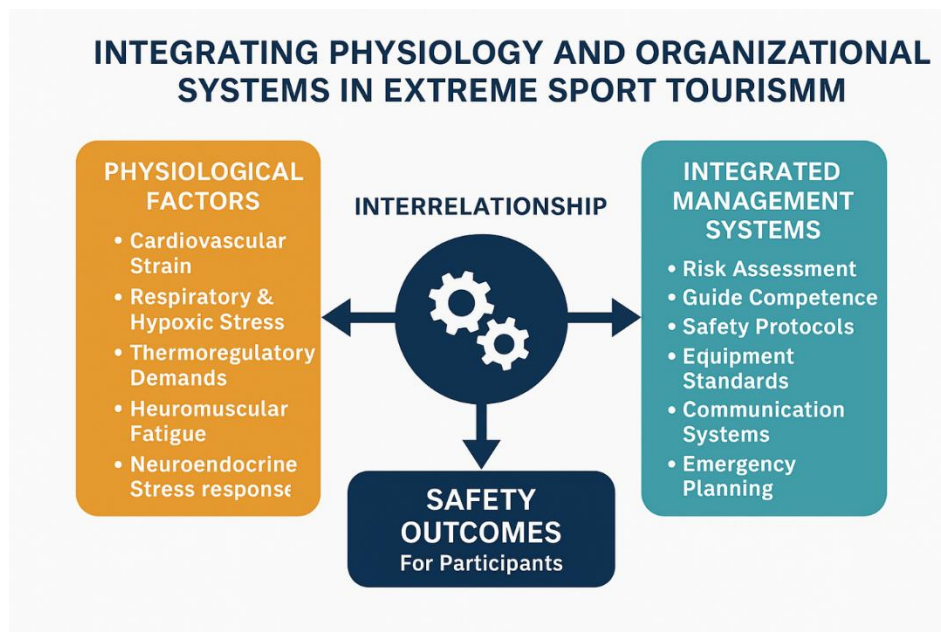 INTEGRATING PHYSIOLOGY AND ORGANIZATIONAL
SYSTEMS IN EXTREME SPORT TOURISMM
PHYSIOLOGICAL
FACTORS
• Cardiovascular
Strain
• Respiratory &
Hypoxic Stress
• Thermoregulatory
Demands
• Heuromuscular
Fatigue
• Neuroendocrine
Stress response
INTERRELATIONSHIP
INTEGRATED
MANAGEMENT
SYSTEMS
• Risk Assessment
• Guide Competence
• Safety Protocols
• Equipment
Standards
• Communication
Systems
• Emergency
Planning
SAFETY
OUTCOMES
For Participants